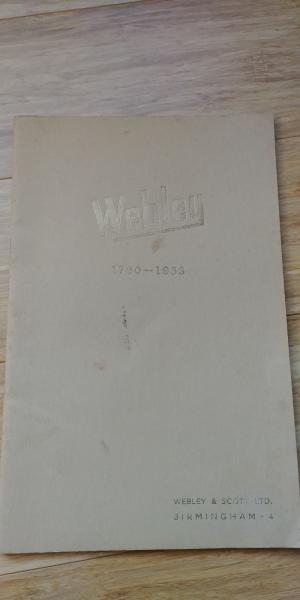 Webley
1790-1953
WEBLEY & SCOTT LTD.
BIRMINGHAM · 4